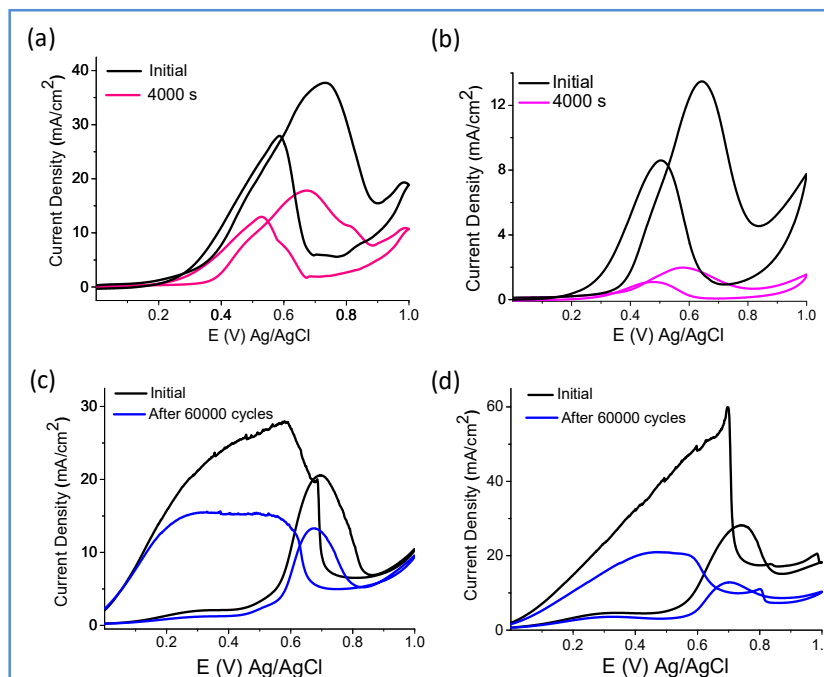 (a)
Initial
4000 s
Current Density (mA/cm²)
40
30
20
10
0
0.2 0.4 0.6 0.8 1.0
E (V) Ag/AgCl
(b)
Initial
4000 s
Current Density (mA/cm²)
12
8
4
0
0.2 0.4 0.6 0.8 1.0
E (V) Ag/AgCl
(c)
Initial
After 60000 cycles
Current Density (mA/cm²)
30
20
10
0
0.2 0.4 0.6 0.8 1.0
E (V) Ag/AgCl
(d)
Initial
After 60000 cycles
Current Density (mA/cm²)
60
40
20
0
0.2 0.4 0.6 0.8 1.
E (V) Ag/AgCl